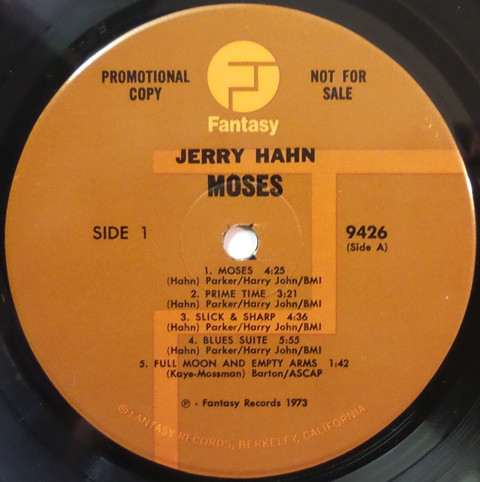 PROMOTIONAL
COPY
NOT FOR
SALE
Fantasy
JERRY HAHN
MOSES
SIDE 1
9426
(Side A)
1. MOSES 4:25
(Hahn) Parker/Harry John/BMI
2. PRIME TIME 3:21
(Hahn) Parker/Harry John/BMI
3. SLICK & SHARP 4:36
(Hahn) Parker/Harry John/BMI
4. BLUES SUITE 5:55
(Hahn) Parker/Harry John/BMI
5. FULL MOON AND EMPTY ARMS 1:42
(Kaye-Mossman) Barton/ASCAP
℗ - Fantasy Records 1973
©FANTASY RECORDS, BERKELEY, CALIFORNIA